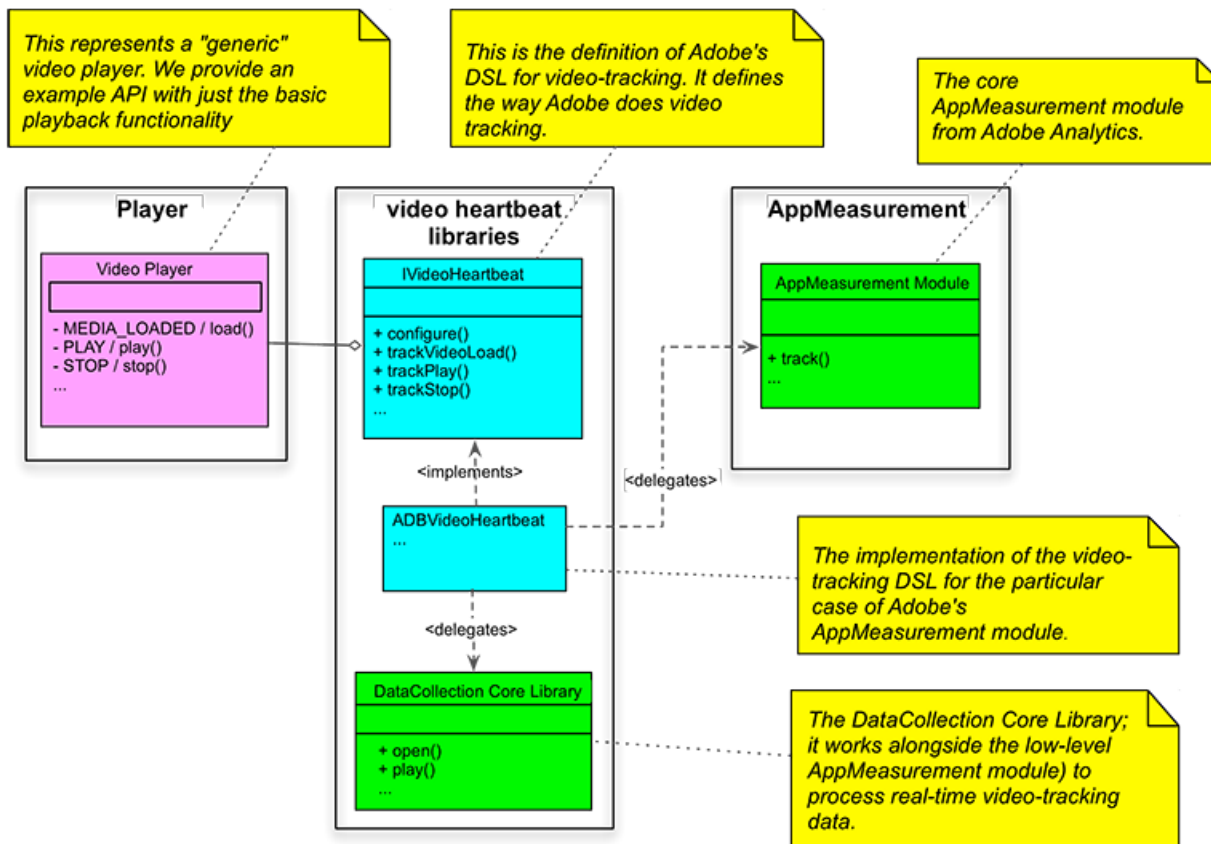 This represents a "generic"
video player. We provide an
example API with just the basic
playback functionality
This is the definition of Adobe's
DSL for video-tracking. It defines
the way Adobe does video
tracking.
The core
AppMeasurement module
from Adobe Analytics.
Player
Video Player
- MEDIA_LOADED / load()
- PLAY / play()
- STOP / stop()
...
video heartbeat
libraries
IVideoHeartbeat
+ configure()
+ trackVideoLoad()
+ trackPlay()
+ trackStop()
...
AppMeasurement
AppMeasurement Module
+ track()
...
<implements>
<delegates>
ADBVideoHeartbeat
...
<delegates>
The implementation of the video-
tracking DSL for the particular
case of Adobe's
AppMeasurement module.
DataCollection Core Library
+ open()
+ play()
...
The DataCollection Core Library;
it works alongside the low-level
AppMeasurement module) to
process real-time video-tracking
data.